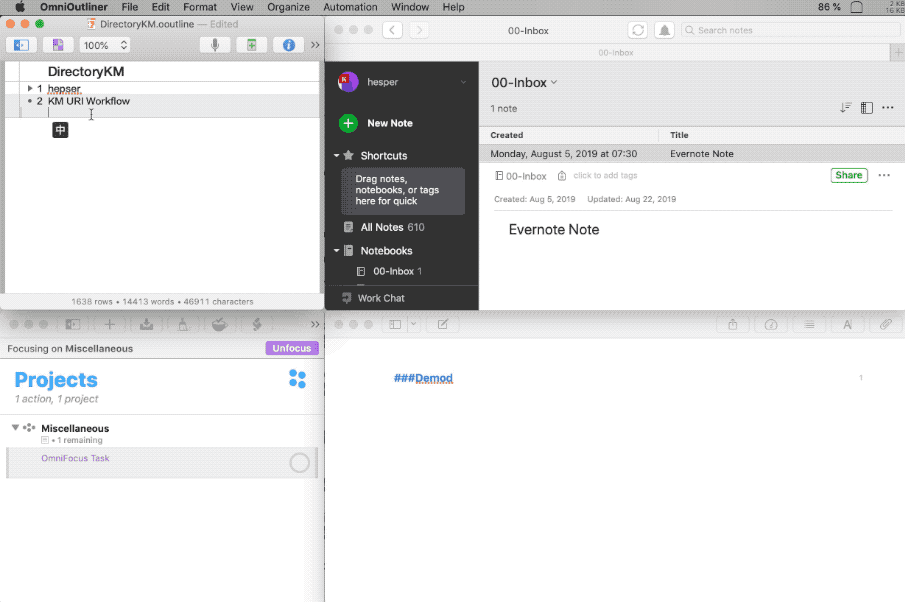 OmniOutliner File Edit Format View Organize Automation Window Help 86 % 2 KB
16 KB
DirectoryKM.ooutline — Edited
100%
DirectoryKM
1 hepser
2 KM URI Workflow
中
1638 rows • 14413 words • 46911 characters
00-Inbox
Search notes
00-Inbox
hesper
New Note
Shortcuts
Drag notes,
notebooks, or tags
here for quick
All Notes 610
Notebooks
00-Inbox 1
Work Chat
00-Inbox
1 note
Created Title
Monday, August 5, 2019 at 07:30 Evernote Note
00-Inbox click to add tags Share
Created: Aug 5, 2019 Updated: Aug 22, 2019
Evernote Note
Focusing on Miscellaneous Unfocus
Projects
1 action, 1 project
Miscellaneous
• 1 remaining
OmniFocus Task
###Demod
1